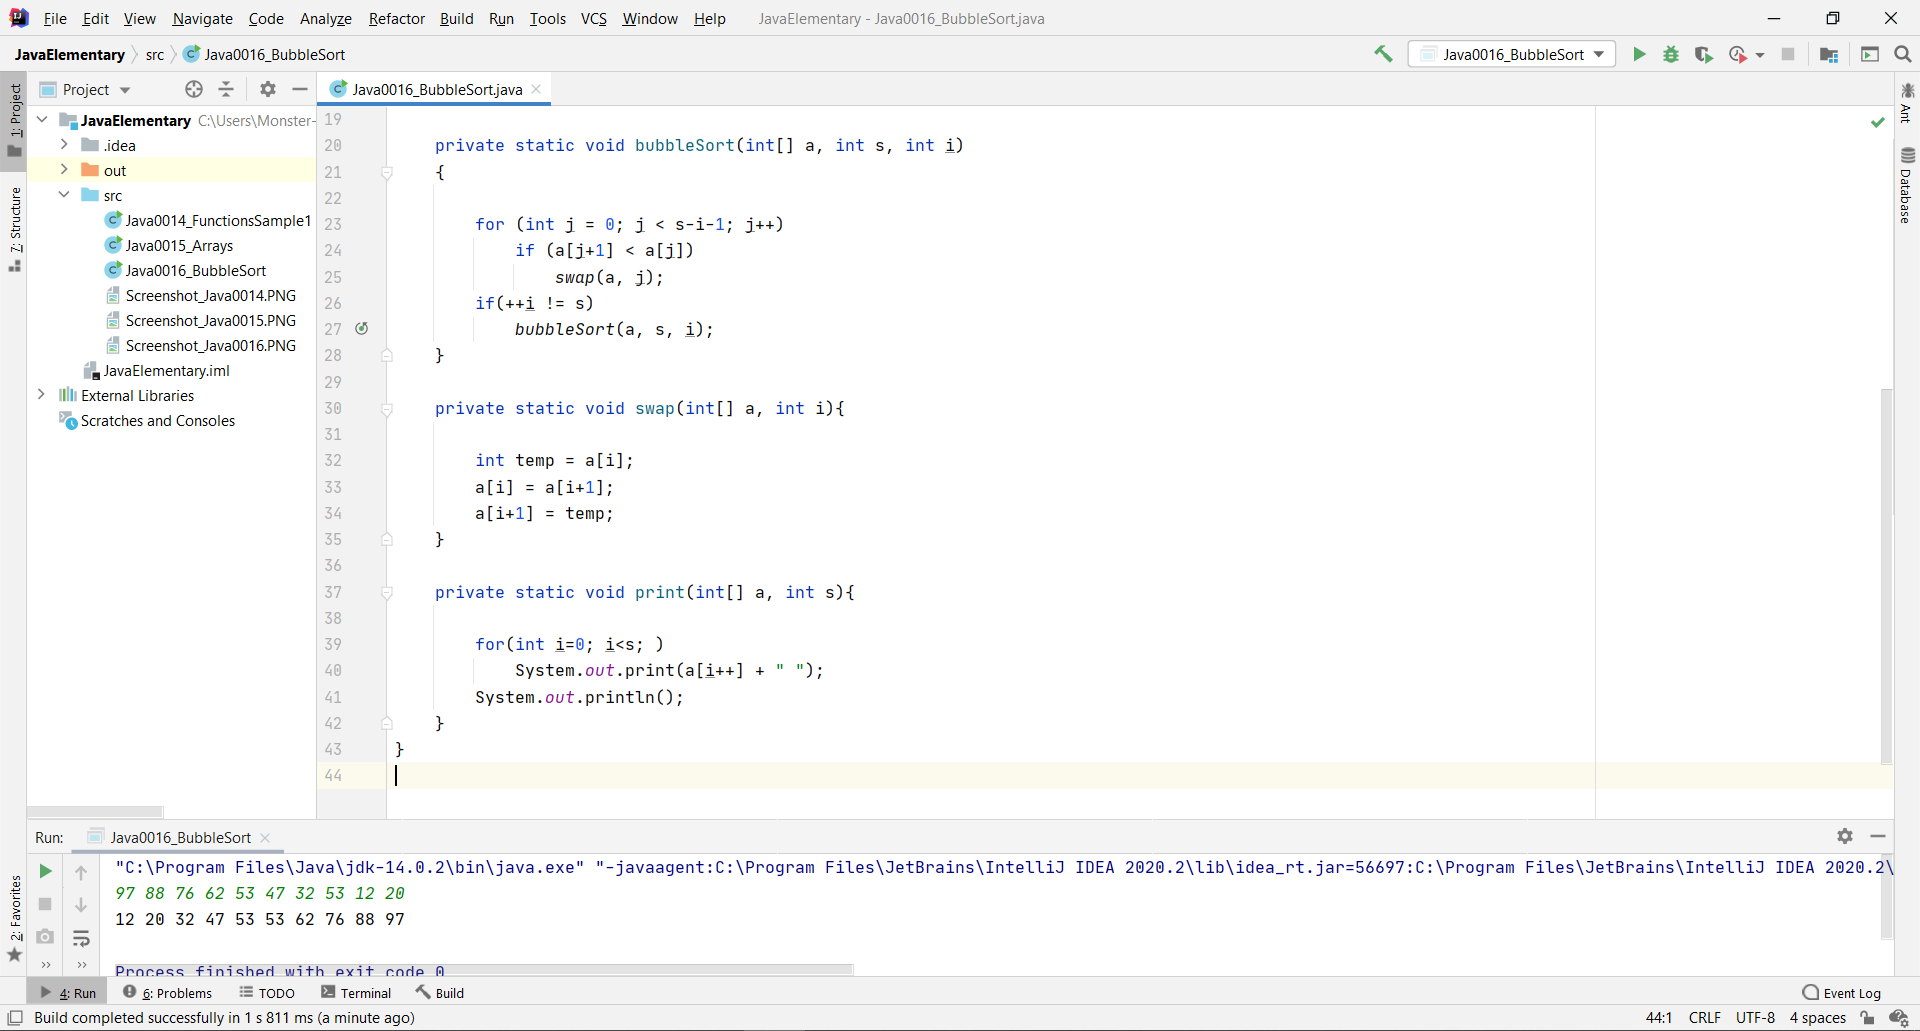 File Edit View Navigate Code Analyze Refactor Build Run Tools VCS Window Help JavaElementary - Java0016_BubbleSort.java
JavaElementary src Java0016_BubbleSort
Java0016_BubbleSort
1: Project
7: Structure
2: Favorites
Project
JavaElementary C:\Users\Monster-
.idea
out
src
Java0014_FunctionsSample1
Java0015_Arrays
Java0016_BubbleSort
Screenshot_Java0014.PNG
Screenshot_Java0015.PNG
Screenshot_Java0016.PNG
JavaElementary.iml
External Libraries
Scratches and Consoles
Java0016_BubbleSort.java
19
20 private static void bubbleSort(int[] a, int s, int i)
21 {
22
23 for (int j = 0; j < s-i-1; j++)
24 if (a[j+1] < a[j])
25 swap(a, j);
26 if(++i != s)
27 bubbleSort(a, s, i);
28 }
29
30 private static void swap(int[] a, int i){
31
32 int temp = a[i];
33 a[i] = a[i+1];
34 a[i+1] = temp;
35 }
36
37 private static void print(int[] a, int s){
38
39 for(int i=0; i<s; )
40 System.out.print(a[i++] + " ");
41 System.out.println();
42 }
43 }
44
Ant
Database
Run: Java0016_BubbleSort
"C:\Program Files\Java\jdk-14.0.2\bin\java.exe" "-javaagent:C:\Program Files\JetBrains\IntelliJ IDEA 2020.2\lib\idea_rt.jar=56697:C:\Program Files\JetBrains\IntelliJ IDEA 2020.2\
97 88 76 62 53 47 32 53 12 20
12 20 32 47 53 53 62 76 88 97
Process finished with exit code 0
4: Run 6: Problems TODO Terminal Build Event Log
Build completed successfully in 1 s 811 ms (a minute ago) 44:1 CRLF UTF-8 4 spaces